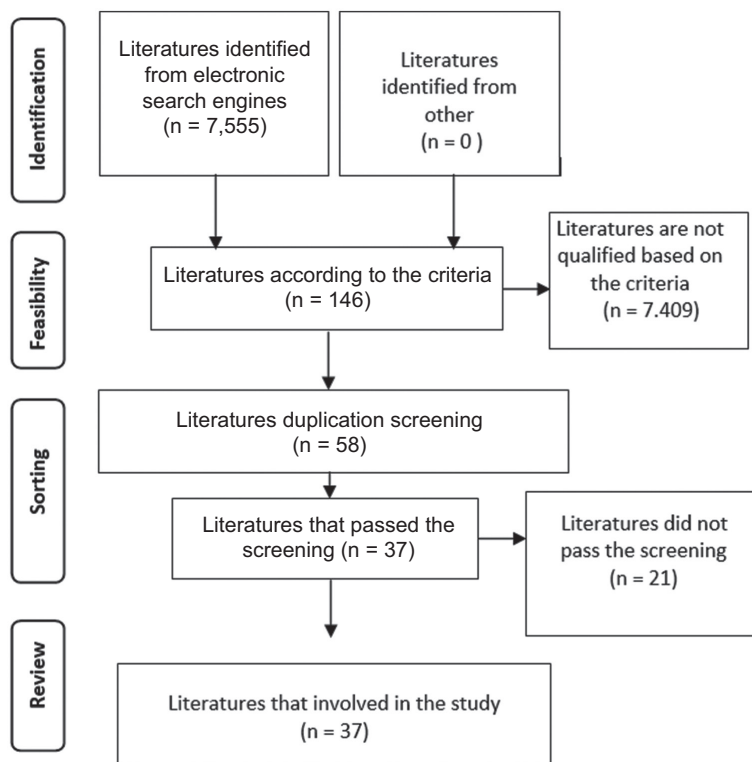 Identification
Literatures identified
from electronic
search engines
(n = 7,555)
Literatures
identified from
other
(n = 0 )
Feasibility
Literatures according to the criteria
(n = 146)
Literatures are not
qualified based on
the criteria
(n = 7.409)
Sorting
Literatures duplication screening
(n = 58)
Literatures that passed the
screening (n = 37)
Literatures did not
pass the screening
(n = 21)
Review
Literatures that involved in the study
(n = 37)